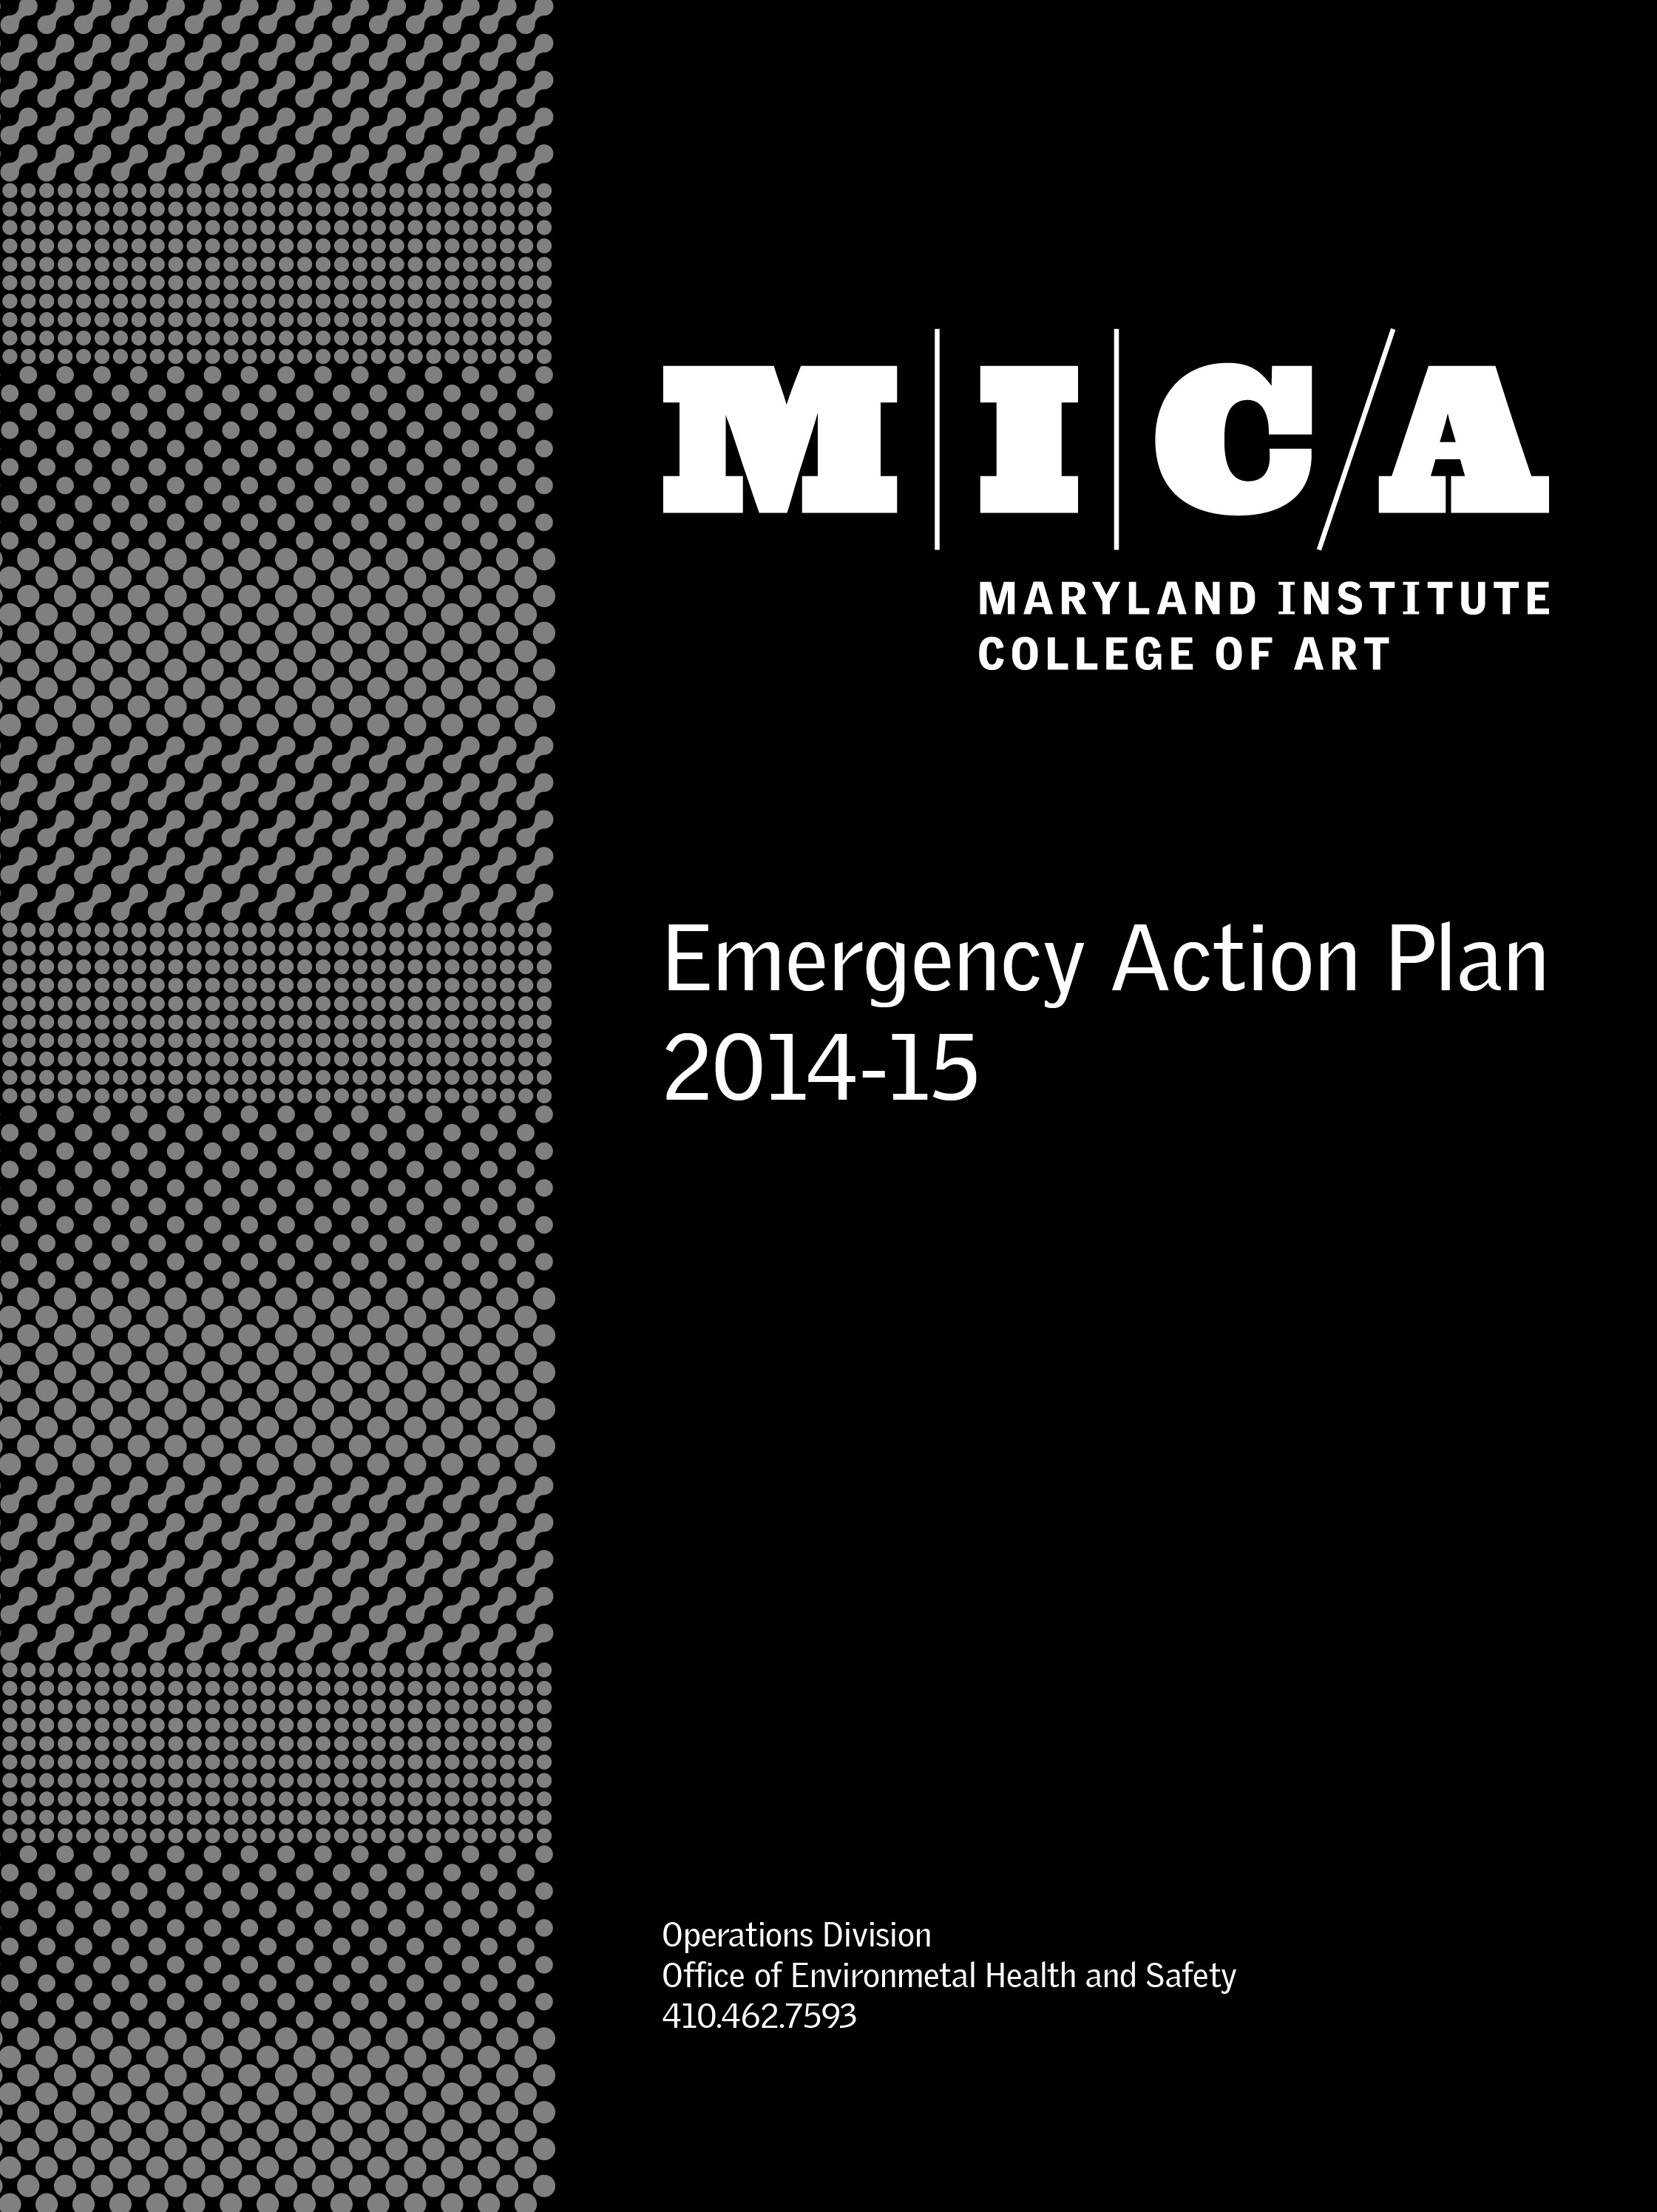 M|I|C/A
MARYLAND INSTITUTE
COLLEGE OF ART
Emergency Action Plan
2014-15
Operations Division
Office of Environmetal Health and Safety
410.462.7593